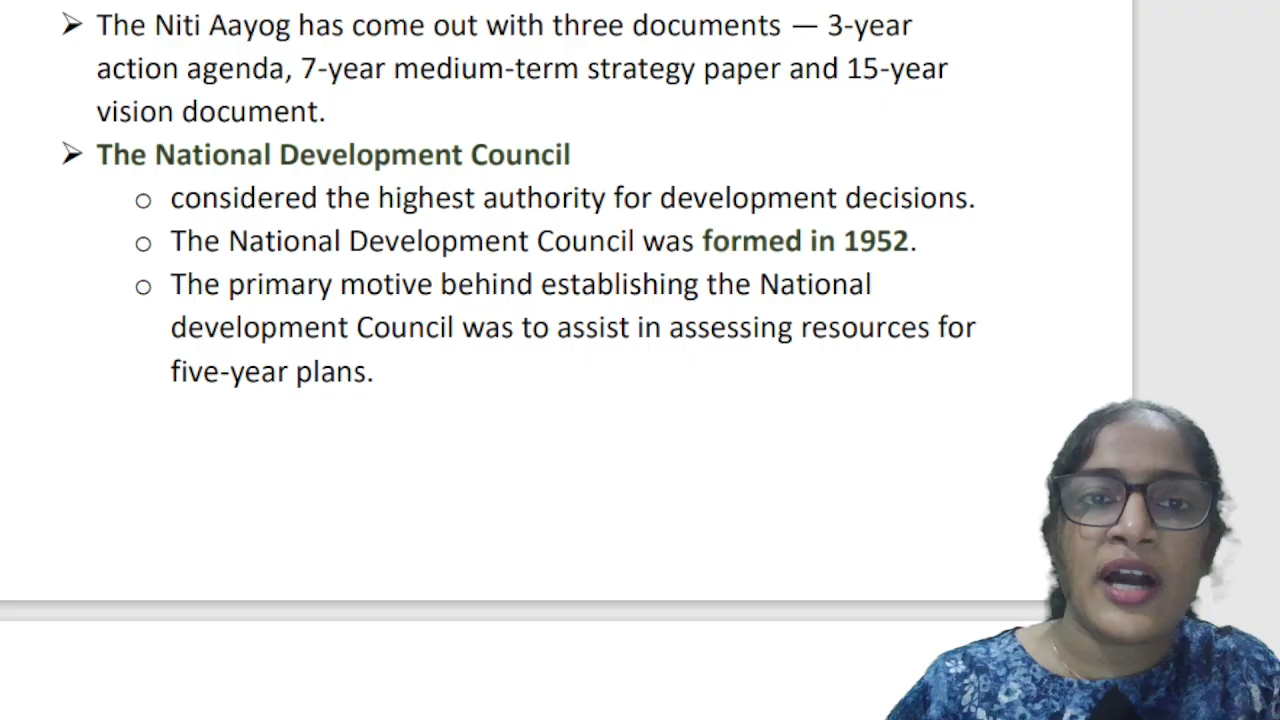 ➢ The Niti Aayog has come out with three documents — 3-year
action agenda, 7-year medium-term strategy paper and 15-year
vision document.
➢ The National Development Council
o considered the highest authority for development decisions.
o The National Development Council was formed in 1952.
o The primary motive behind establishing the National
development Council was to assist in assessing resources for
five-year plans.